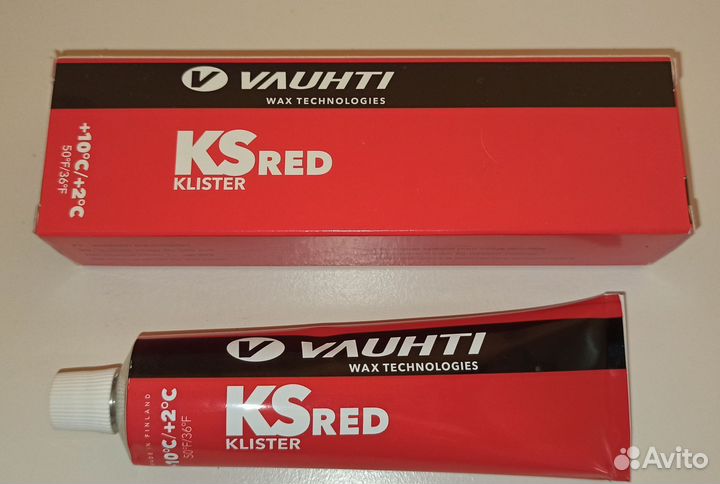 VAUHTI
WAX TECHNOLOGIES
+10°C/+2°C
50°F/36°F
KS RED
KLISTER
VAUHTI
WAX TECHNOLOGIES
IN FINLAND
10°C/+2°C
50°F/36°F
KS RED
KLISTER
Avito